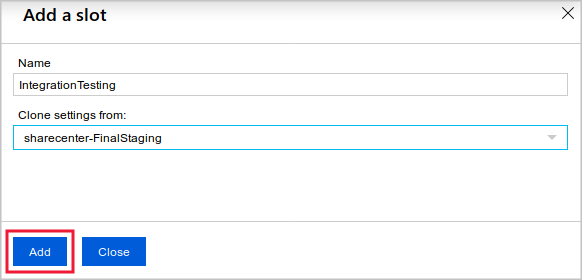 Add a slot
Name
IntegrationTesting
Clone settings from:
sharecenter-FinalStaging
Add Close